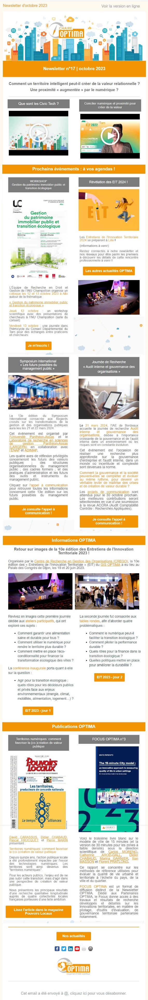 Newsletter d'octobre 2023
Voir la version en ligne
CHAIRE
OPTIMA
Newsletter n°17 | octobre 2023
Comment un territoire intelligent peut-il créer de la valeur relationnelle ?
Une proximité « augmentée » par le numérique ?
Que sont les Civic Tech ?
Concilier numérique et proximité pour
créer de la valeur
EIT 2022
Céline CHATELIN
Prochains évènements : à vos agendas !
WORKSHOP
Gestion du patrimoine immobilier public et
transition écologique
UC
Champollion
Albi
Gestion
du patrimoine
immobilier public et
transition écologique
Jeudi 12 octobre 2023
Workshop
Vendredi 13 octobre 2023
Journée d'études
L'Équipe de Recherche en Droit et
Gestion de l'INU Champollion organise un
colloque les 12 et 13 octobre 2023 à Albi
autour de la thématique :
« Gestion du patrimoine immobilier public
et transition écologique »
Jeudi 12 octobre : un workshop
scientifique avec des présentations de
chercheurs à l'INU Champollion (salle du
conseil)
Vendredi 13 octobre : une journée dans
l'hémicycle du Conseil Départemental du
Tarn pour des échanges entre praticiens
et chercheurs.
Je m'inscris !
Révélation des EIT 2024 !
EIT
Les Entretiens de l'Innovation Territoriale
2024 se préparent à Lille !
(informations à venir)
Restez connectés à notre newsletter et
nos réseaux pour être parmi les premiers
à découvrir les détails de cette rencontre
professionnelle à venir !
Les autres actualités OPTIMA
Symposium international
« Les futurs possibles du
management public »
La 13e édition du Symposium
International consacrée aux Regards
croisés sur les transformations de la
gestion et des organisations publiques
aura lieu les 21 et 22 mars 2024.
Cet évènement est organisé par
l'Université Panthéon-Assas et le
Laboratoire de recherche en sciences
de gestion Panthéon-Assas
(LARGEPA) en collaboration avec
l'ENAP et ADIMAP.
Les quatre axes de réflexion privilégiés
concerneront les futurs des valeurs
publiques ; des structures
organisationnelles du management
public ; des cadres formels ; et des
pratiques d'administration et les futurs
des outils et instruments du
management public.
Cliquez sur l'appel à communication
pour retrouver toutes les informations
concernant cette 13e édition sur les
futurs possibles du management
public.
Je consulte l'appel à
communication !
Journée de Recherche
« Audit interne et gouvernance des
organisations »
Le 21 mars 2024, l'IAE de Bordeaux
accueille la journée de recherche Audit
interne et gouvernance des
organisations, dédiée à l'importance
croissante de la gouvernance et de l'audit
interne dans un environnement où les
risques sont en constante évolution.
Cet évènement est l'occasion de
réaliser une recherche plus
approfondie sur la gouvernance
d'entreprise et l'audit interne, dans un
monde où incertitude et complexité
sont devenues la norme.
Comment la gouvernance et la société
peuvent-elles se compléter et évoluer
au même rythme, pour devenir un
véritable levier de maîtrise des crises
et de création de valeur durable ?
Les projets de communication sont
attendus pour le 30 octobre prochain.
Les meilleures contributions seront
sélectionnées en vue d'une soumission
à la revue ACCRA (Audit Comptabilité
Contrôle : Recherches Appliquées).
Je consulte l'appel à
communication !
Informations OPTIMA
Retour sur images de la 10e édition des Entretiens de l'Innovation
Territoriale 2023 !
Organisée par le Centre de Recherche en Gestion des Organisations (CREGO), la 10e
édition des « Entretiens de l'Innovation Territoriale » (EIT) du GIS OPTIMA a eu lieu au
Palais des Congrès de Dijon, les 19 et 20 juin 2023.
#EIT
Revivez en images cette première journée
dédiée aux ateliers participatifs, qui ont
exploré ces sujets :
• Comment garantir une alimentation
saine et durable pour tous ?
• Comment utiliser le numérique pour
rendre le territoire plus durable ?
• Comment mettre en place l'éco-
conditionnalité pour financer la
transformation écologique des villes ?
La conférence inaugurale porta quant à elle
sur la question :
• Agir pour la transition écologique :
quels rôles pour les décideurs publics
et privés face aux enjeux
environnementaux (énergie, climat,
mobilités, alimentation, logement…) ?
EIT 2023 - jour 1
La seconde journée fut consacrée aux
tables rondes, afin d'aborder quatre
problématiques :
• Comment le numérique peut-il
faciliter la transition écologique ?
• Comment piloter la performance
durable ?
• Quels rôles pour la finance dans la
transition écologique ?
• Quelles politiques mettre en place
pour améliorer la durabilité ?
EIT 2023 - jour 2
Publications OPTIMA
Territoires numériques: comment
favoriser la (co-)création de valeur
publique
Pouvoirs
Locaux
LA REVUE DE LA GOUVERNANCE PUBLIQUE
Les territoires,
producteurs de concorde nationale
Le temps des alliances
David CARASSUS, Didier CHABAUD,
Pascal FRUCQUET et Pierre MARIN
présentent :
Territoires numériques: comment favoriser
la (co-)création de valeur publique
Depuis quinze ans, l'action publique locale
a été profondément impactée par l'essor
des technologies numériques. Les
territoires sont ainsi devenus des
"territoires numériques".
Pour les acteurs publics, l'enjeu est de ne
pas subir cette transition, mais d'agir dans
une perspective de création de valeur
publique.
Nous présentons les principaux résultats
d'une recherche qualitative longitudinale
auprès de quatre collectivités locales
françaises porteuses d'une telle ambition.
Lisez l'article dans le magazine
Pouvoirs Locaux
FOCUS OPTIMA n°3
WHITE PAPER N°3
The 15-minute City model :
an innovative approach to measuring
quality of life in urban settings
2023
Voici le troisième livre blanc sur le
modèle de ville de 15 minutes (et la
version de 30 minutes pour les zones à
faible densité) sous la direction
scientifique de Carlos MORENO,
Catherine AROD-GALL, Didier
CHABAUD, Marina GARNIER, Ilian
MASSON et Florent PRATLONG.
Ce rapport se concentre sur les
méthodes de référence utilisées pour
évaluer la qualité de vie urbaine et
territoriale à l'échelle du pays, de la
ville et du quartier.
FOCUS OPTIMA est un format de
diffusion distinct de la Newsletter
OPTIMA. Dédié aux Partenaires
OPTIMA, le Focus donne accès à des
travaux et résultats de recherche
développés et détaillés sur les
Innovations territoriales, en matière de
pilotage, d'outils d'évaluation, de
gouvernance territoriale partenariale
notamment.
Nos actualités
GIS
OPTIMA
Groupement d'Intérêt Scientifique
Cet email a été envoyé à @, cliquez ici pour vous désabonner.